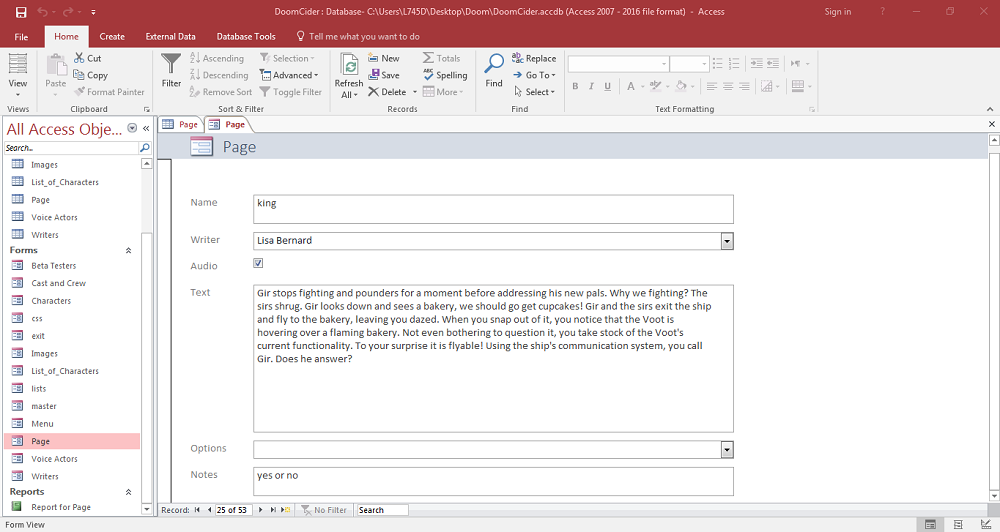 DoomCider : Database- C:\Users\L745D\Desktop\Doom\DoomCider.accdb (Access 2007 - 2016 file format) - Access
Sign in
?
File
Home
Create
External Data
Database Tools
Tell me what you want to do
View
Views
Paste
Cut
Copy
Format Painter
Clipboard
Filter
Ascending
Descending
Remove Sort
Selection
Advanced
Toggle Filter
Sort & Filter
Refresh All
New
Save
Delete
Totals
Spelling
More
Records
Find
Replace
Go To
Select
Find
B I U A
Text Formatting
All Access Obje...
Search...
Images
List_of_Characters
Page
Voice Actors
Writers
Forms
Beta Testers
Cast and Crew
Characters
css
exit
Images
List_of_Characters
lists
master
Menu
Page
Voice Actors
Writers
Reports
Report for Page
Page
Page
Page
Name
king
Writer
Lisa Bernard
Audio
Text
Gir stops fighting and pounders for a moment before addressing his new pals. Why we fighting? The
sirs shrug. Gir looks down and sees a bakery, we should go get cupcakes! Gir and the sirs exit the ship
and fly to the bakery, leaving you dazed. When you snap out of it, you notice that the Voot is
hovering over a flaming bakery. Not even bothering to question it, you take stock of the Voot's
current functionality. To your surprise it is flyable! Using the ship's communication system, you call
Gir. Does he answer?
Options
Notes
yes or no
Record: 25 of 53 No Filter Search
Form View